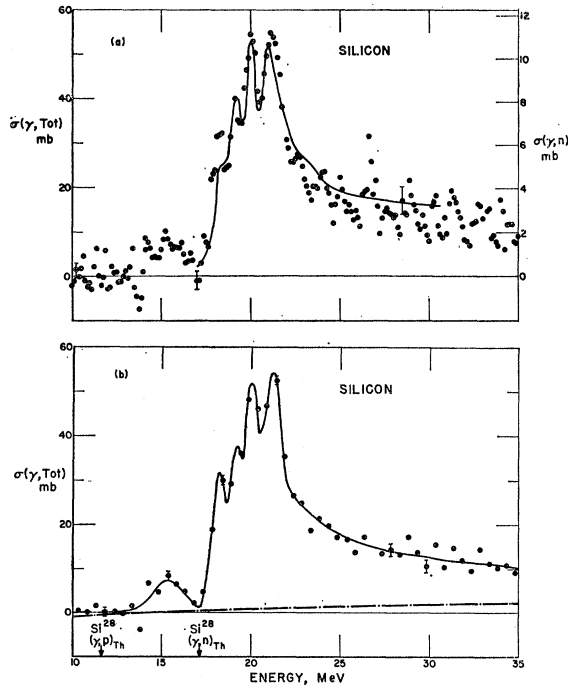 60
12
(a)
SILICON
10
40
8
σ(γ,Tot)
mb
6
σ(γ,n)
mb
20
4
2
0
0
60
(b)
SILICON
40
σ(γ,Tot)
mb
20
0
Si28
(γ,p)Th
Si28
(γ,n)Th
10
15
20
25
30
35
ENERGY, MeV